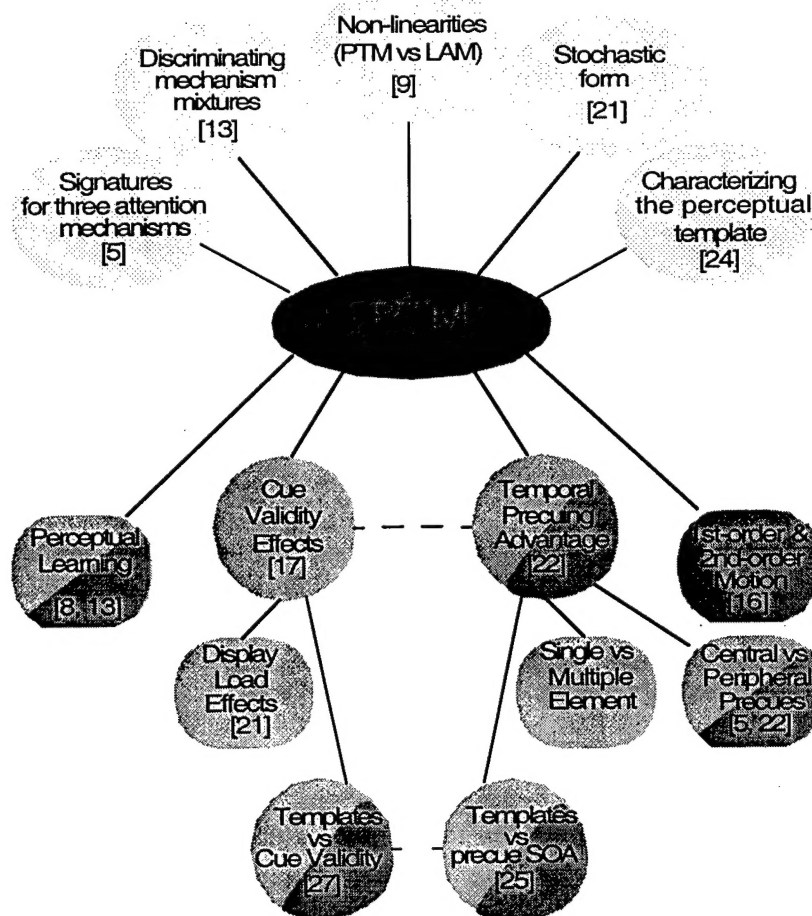 Non-linearities
(PTM vs LAM)
[9]
Discriminating
mechanism
mixtures
[13]
Stochastic
form
[21]
Signatures
for three attention
mechanisms
[5]
Characterizing
the perceptual
template
[24]
Cue
Validity
Effects
[17]
Temporal
Precuing
Advantage
[22]
Perceptual
Learning
[8, 13]
1st-order &
2nd-order
Motion
[16]
Display
Load
Effects
[21]
Single vs
Multiple
Element
Central vs
Peripheral
Precues
[5, 22]
Templates
vs
Cue Validity
[27]
Templates
vs
precue SOA
[25]